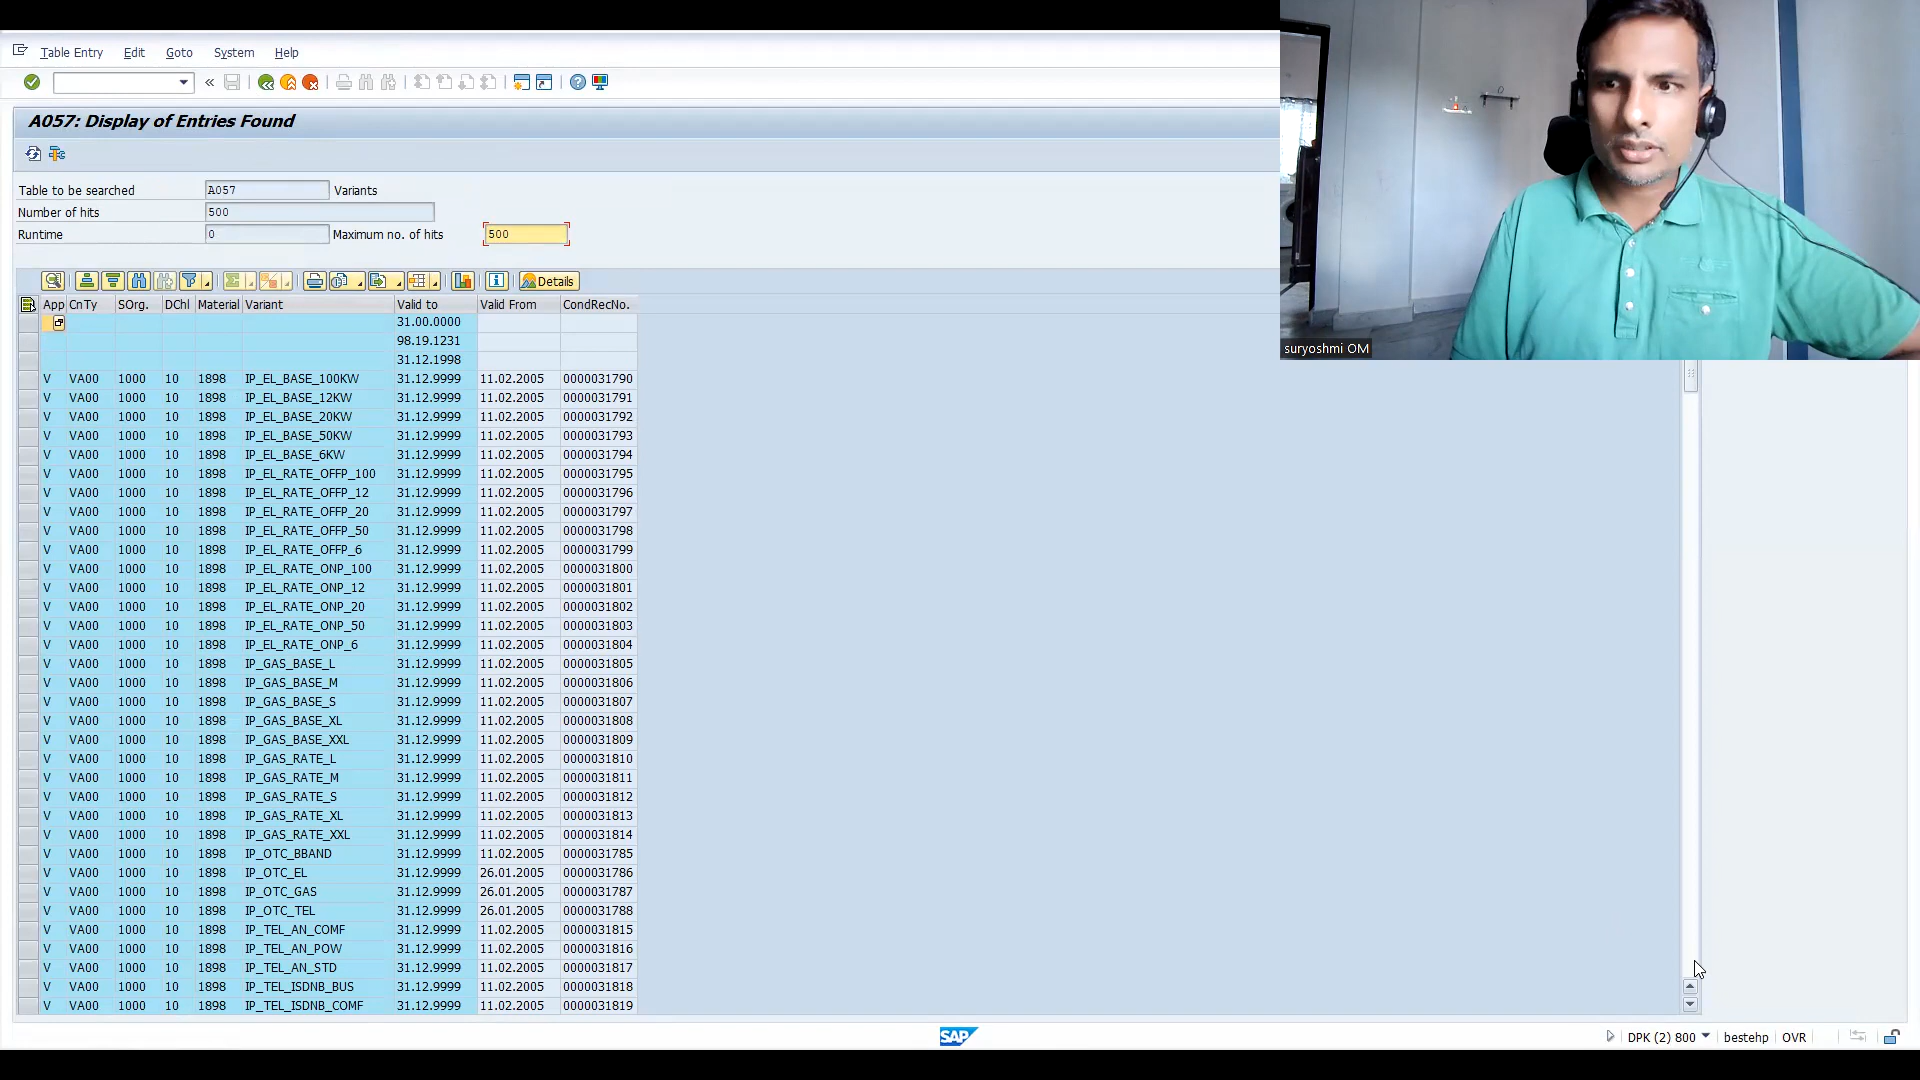 Table Entry Edit Goto System Help
A057: Display of Entries Found
Table to be searched A057 Variants
Number of hits 500
Runtime 0 Maximum no. of hits 500
Details
App CnTy SOrg. DChl Material Variant Valid to Valid From CondRecNo.
31.00.0000
98.19.1231
31.12.1998
V VA00 1000 10 1898 IP_EL_BASE_100KW 31.12.9999 11.02.2005 0000031790
V VA00 1000 10 1898 IP_EL_BASE_12KW 31.12.9999 11.02.2005 0000031791
V VA00 1000 10 1898 IP_EL_BASE_20KW 31.12.9999 11.02.2005 0000031792
V VA00 1000 10 1898 IP_EL_BASE_50KW 31.12.9999 11.02.2005 0000031793
V VA00 1000 10 1898 IP_EL_BASE_6KW 31.12.9999 11.02.2005 0000031794
V VA00 1000 10 1898 IP_EL_RATE_OFFP_100 31.12.9999 11.02.2005 0000031795
V VA00 1000 10 1898 IP_EL_RATE_OFFP_12 31.12.9999 11.02.2005 0000031796
V VA00 1000 10 1898 IP_EL_RATE_OFFP_20 31.12.9999 11.02.2005 0000031797
V VA00 1000 10 1898 IP_EL_RATE_OFFP_50 31.12.9999 11.02.2005 0000031798
V VA00 1000 10 1898 IP_EL_RATE_OFFP_6 31.12.9999 11.02.2005 0000031799
V VA00 1000 10 1898 IP_EL_RATE_ONP_100 31.12.9999 11.02.2005 0000031800
V VA00 1000 10 1898 IP_EL_RATE_ONP_12 31.12.9999 11.02.2005 0000031801
V VA00 1000 10 1898 IP_EL_RATE_ONP_20 31.12.9999 11.02.2005 0000031802
V VA00 1000 10 1898 IP_EL_RATE_ONP_50 31.12.9999 11.02.2005 0000031803
V VA00 1000 10 1898 IP_EL_RATE_ONP_6 31.12.9999 11.02.2005 0000031804
V VA00 1000 10 1898 IP_GAS_BASE_L 31.12.9999 11.02.2005 0000031805
V VA00 1000 10 1898 IP_GAS_BASE_M 31.12.9999 11.02.2005 0000031806
V VA00 1000 10 1898 IP_GAS_BASE_S 31.12.9999 11.02.2005 0000031807
V VA00 1000 10 1898 IP_GAS_BASE_XL 31.12.9999 11.02.2005 0000031808
V VA00 1000 10 1898 IP_GAS_BASE_XXL 31.12.9999 11.02.2005 0000031809
V VA00 1000 10 1898 IP_GAS_RATE_L 31.12.9999 11.02.2005 0000031810
V VA00 1000 10 1898 IP_GAS_RATE_M 31.12.9999 11.02.2005 0000031811
V VA00 1000 10 1898 IP_GAS_RATE_S 31.12.9999 11.02.2005 0000031812
V VA00 1000 10 1898 IP_GAS_RATE_XL 31.12.9999 11.02.2005 0000031813
V VA00 1000 10 1898 IP_GAS_RATE_XXL 31.12.9999 11.02.2005 0000031814
V VA00 1000 10 1898 IP_OTC_BBAND 31.12.9999 11.02.2005 0000031785
V VA00 1000 10 1898 IP_OTC_EL 31.12.9999 26.01.2005 0000031786
V VA00 1000 10 1898 IP_OTC_GAS 31.12.9999 26.01.2005 0000031787
V VA00 1000 10 1898 IP_OTC_TEL 31.12.9999 26.01.2005 0000031788
V VA00 1000 10 1898 IP_TEL_AN_COMF 31.12.9999 11.02.2005 0000031815
V VA00 1000 10 1898 IP_TEL_AN_POW 31.12.9999 11.02.2005 0000031816
V VA00 1000 10 1898 IP_TEL_AN_STD 31.12.9999 11.02.2005 0000031817
V VA00 1000 10 1898 IP_TEL_ISDNB_BUS 31.12.9999 11.02.2005 0000031818
V VA00 1000 10 1898 IP_TEL_ISDNB_COMF 31.12.9999 11.02.2005 0000031819
suryoshmi OM
SAP
DPK (2) 800 bestehp OVR